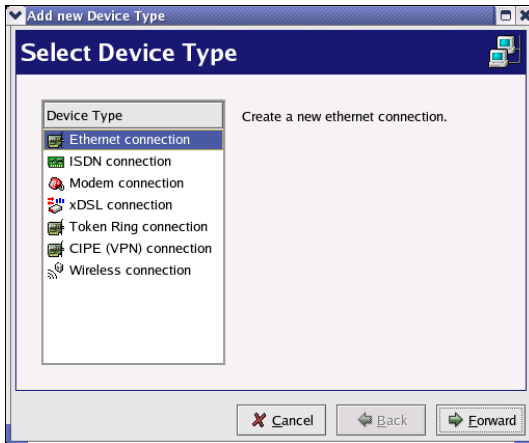 Add new Device Type
Select Device Type
Device Type
Ethernet connection
ISDN connection
Modem connection
xDSL connection
Token Ring connection
CIPE (VPN) connection
Wireless connection
Create a new ethernet connection.
Cancel
Back
Forward